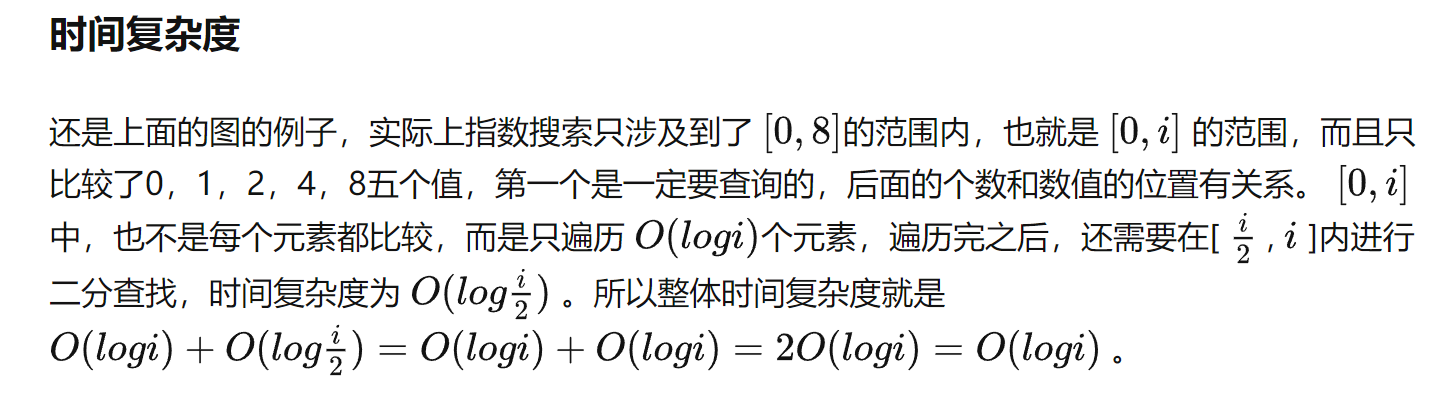 时间复杂度
还是上面的图的例子，实际上指数搜索只涉及到了 [0, 8]的范围内，也就是 [0, i] 的范围，而且只
比较了0，1，2，4，8五个值，第一个是一定要查询的，后面的个数和数值的位置有关系。 [0, i]
中，也不是每个元素都比较，而是只遍历 O(logi)个元素，遍历完之后，还需要在[ \frac{i}{2} , i ]内进行
二分查找，时间复杂度为 O(log\frac{i}{2}) 。所以整体时间复杂度就是
O(logi) + O(log\frac{i}{2}) = O(logi) + O(logi) = 2O(logi) = O(logi) 。